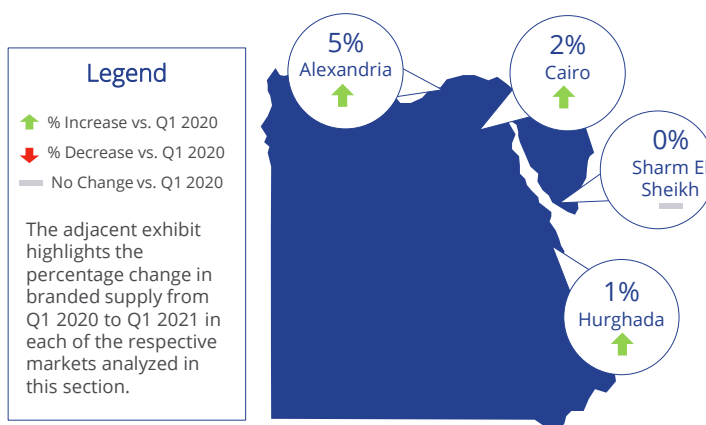 Legend
% Increase vs. Q1 2020
% Decrease vs. Q1 2020
No Change vs. Q1 2020
The adjacent exhibit
highlights the
percentage change in
branded supply from
Q1 2020 to Q1 2021 in
each of the respective
markets analyzed in
this section.
5%
Alexandria
2%
Cairo
0%
Sharm El
Sheikh
1%
Hurghada